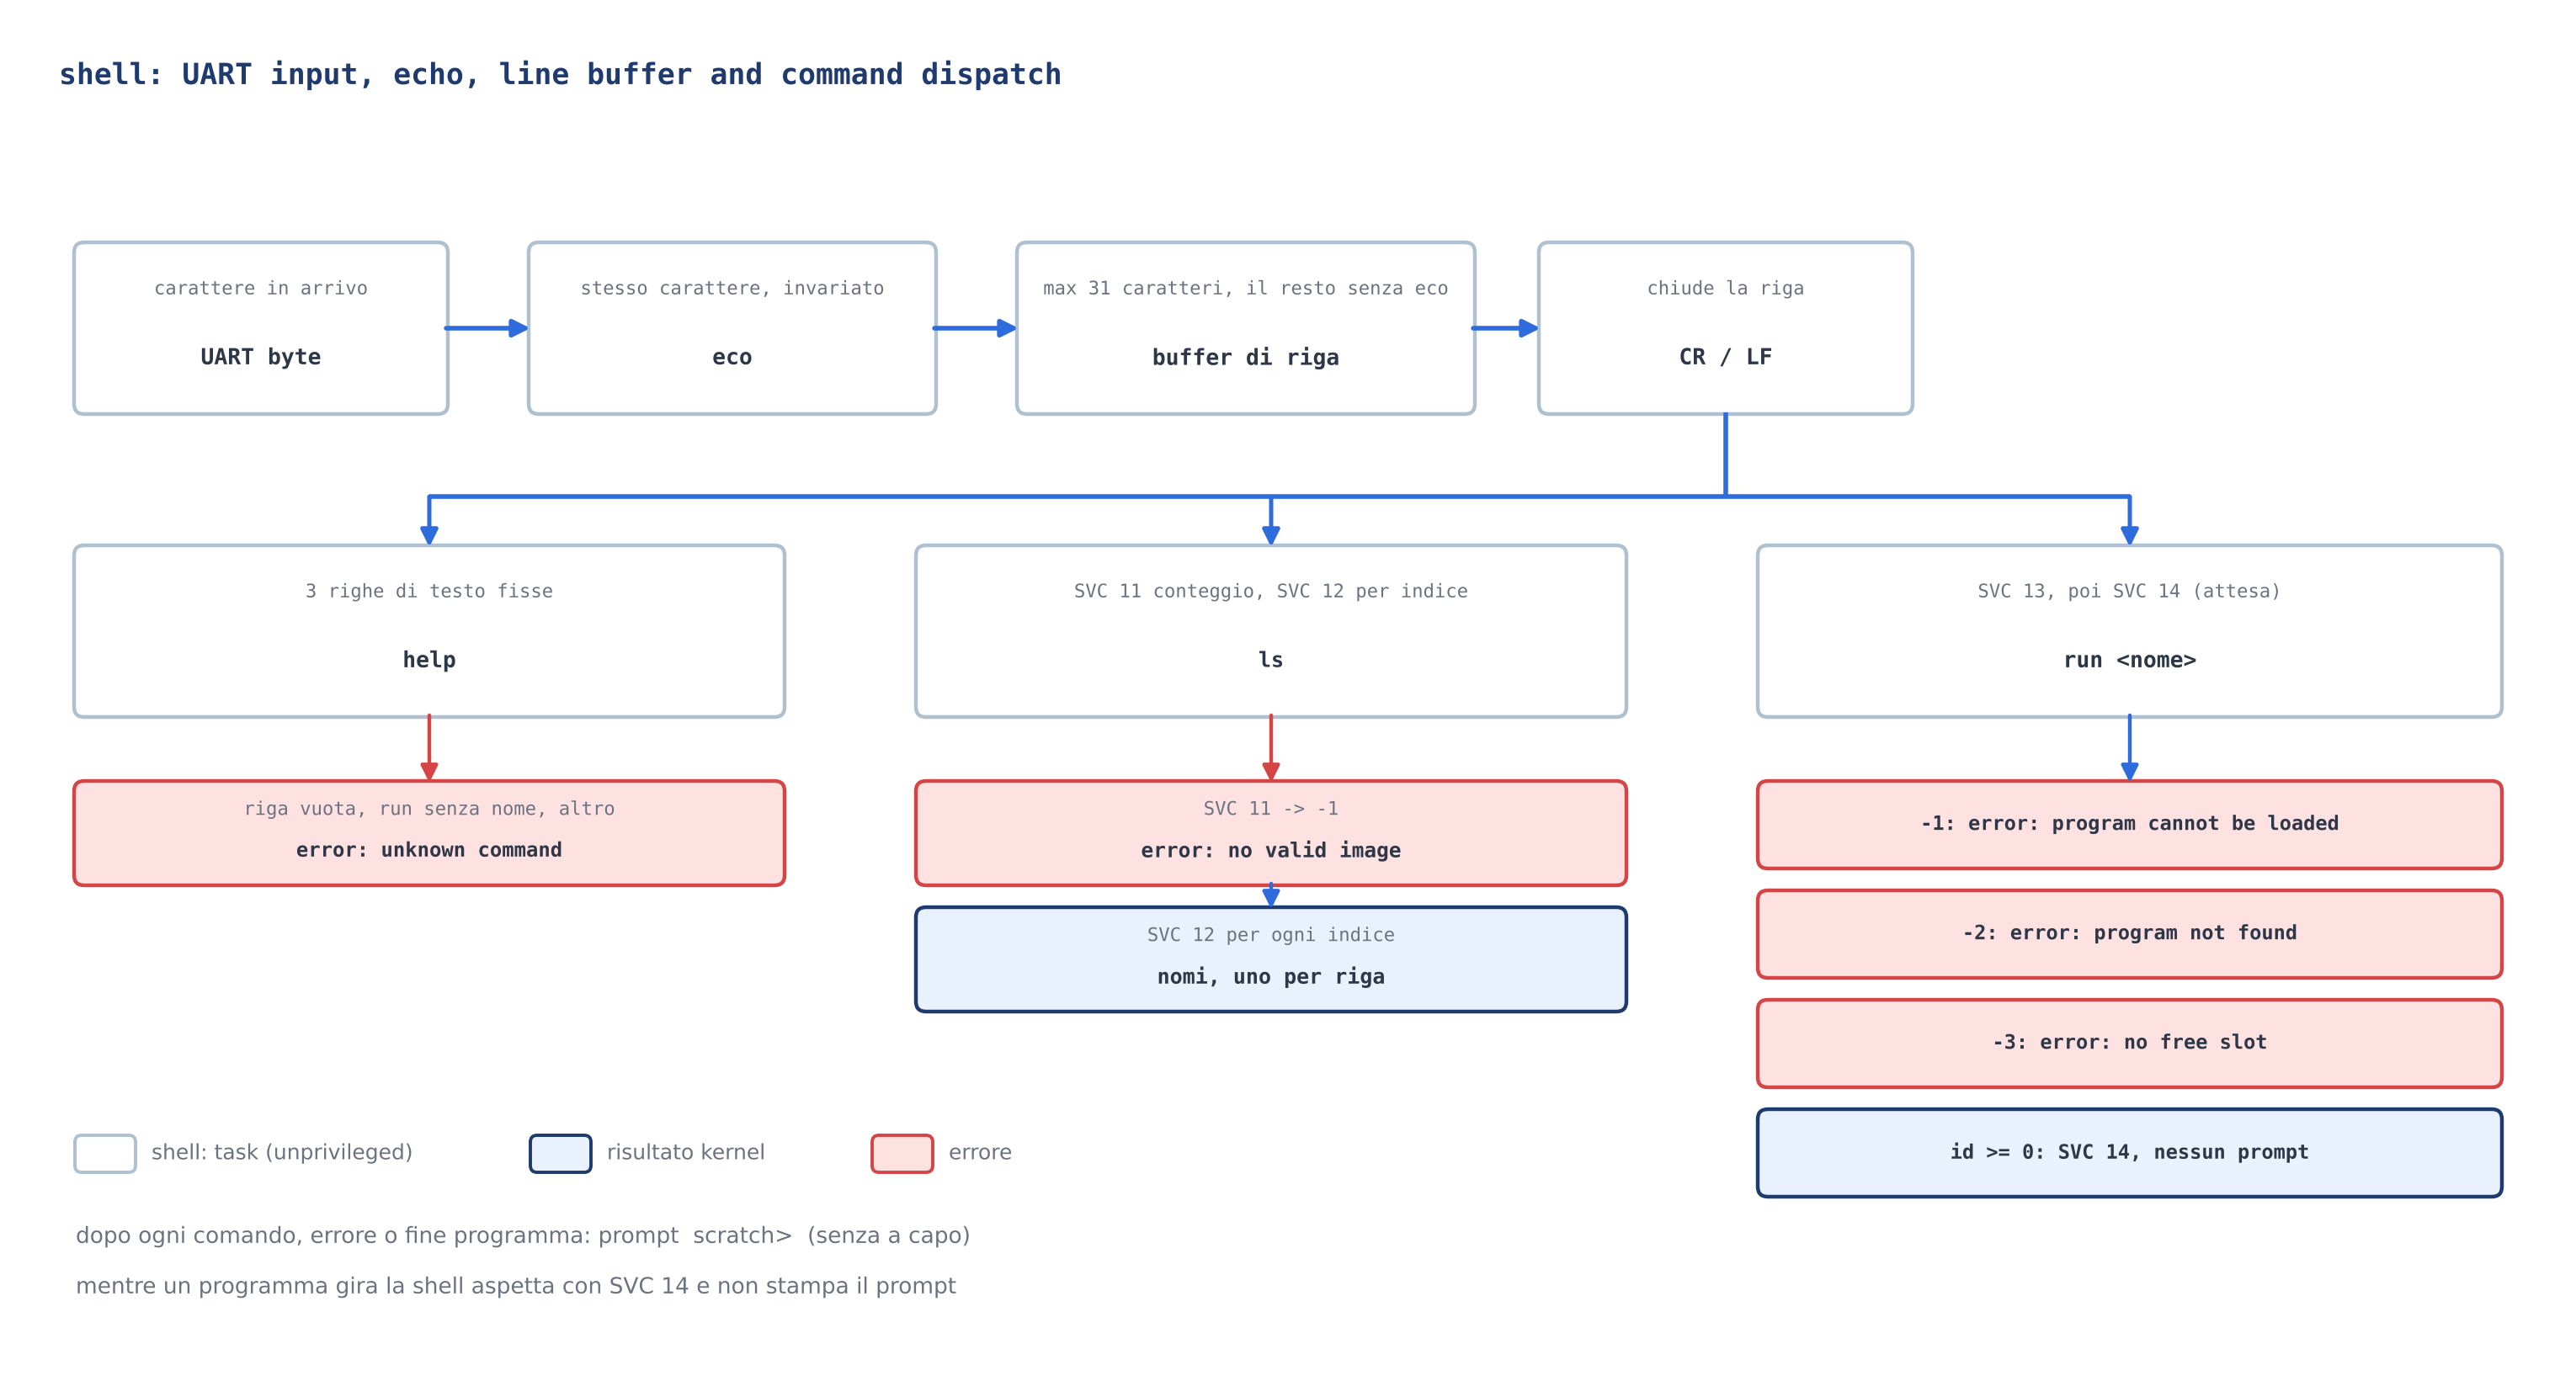 shell: UART input, echo, line buffer and command dispatch
carattere in arrivo
UART byte
stesso carattere, invariato
eco
max 31 caratteri, il resto senza eco
buffer di riga
chiude la riga
CR / LF
3 righe di testo fisse
help
SVC 11 conteggio, SVC 12 per indice
ls
SVC 13, poi SVC 14 (attesa)
run <nome>
riga vuota, run senza nome, altro
error: unknown command
SVC 11 -> -1
error: no valid image
SVC 12 per ogni indice
nomi, uno per riga
-1: error: program cannot be loaded
-2: error: program not found
-3: error: no free slot
id >= 0: SVC 14, nessun prompt
shell: task (unprivileged)
risultato kernel
errore
dopo ogni comando, errore o fine programma: prompt  scratch>  (senza a capo)
mentre un programma gira la shell aspetta con SVC 14 e non stampa il prompt